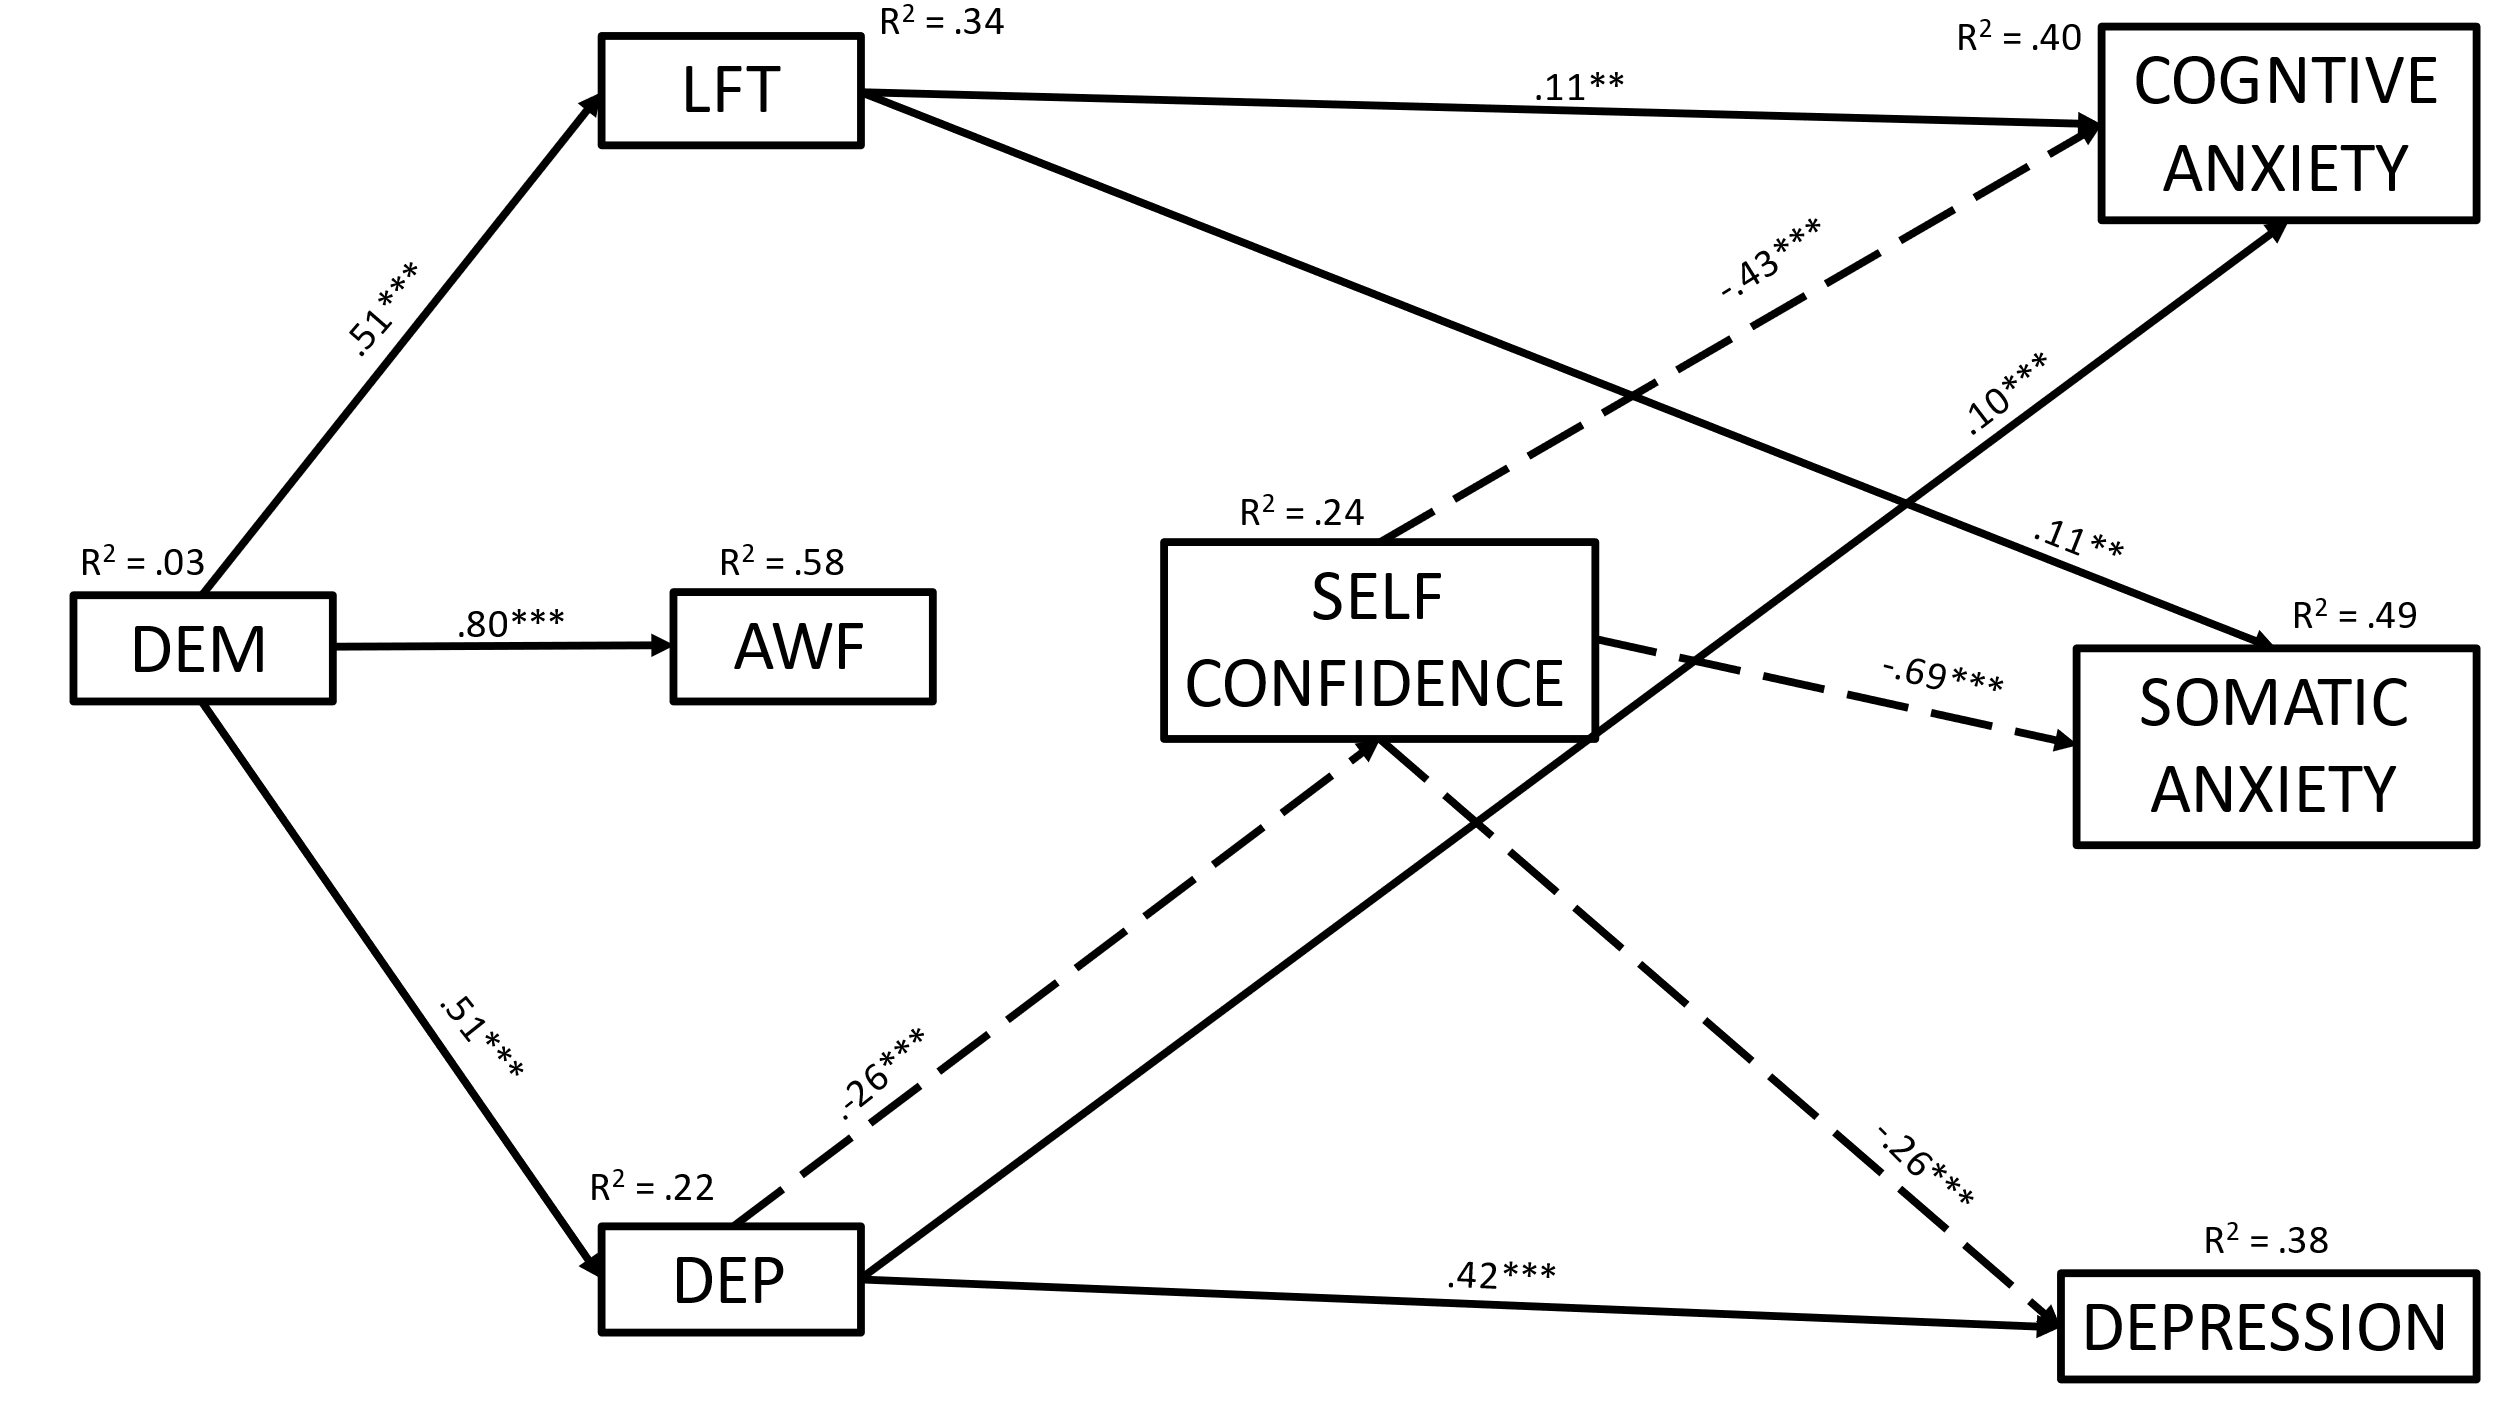 R² = .34
LFT
R² = .40
COGNTIVE
ANXIETY
.11**
.51***
-.43***
.10***
R² = .03
DEM
.80***
R² = .58
AWF
R² = .24
SELF
CONFIDENCE
.11**
R² = .49
-.69***
SOMATIC
ANXIETY
.51***
.-26***
-.26***
R² = .22
DEP
.42***
R² = .38
DEPRESSION